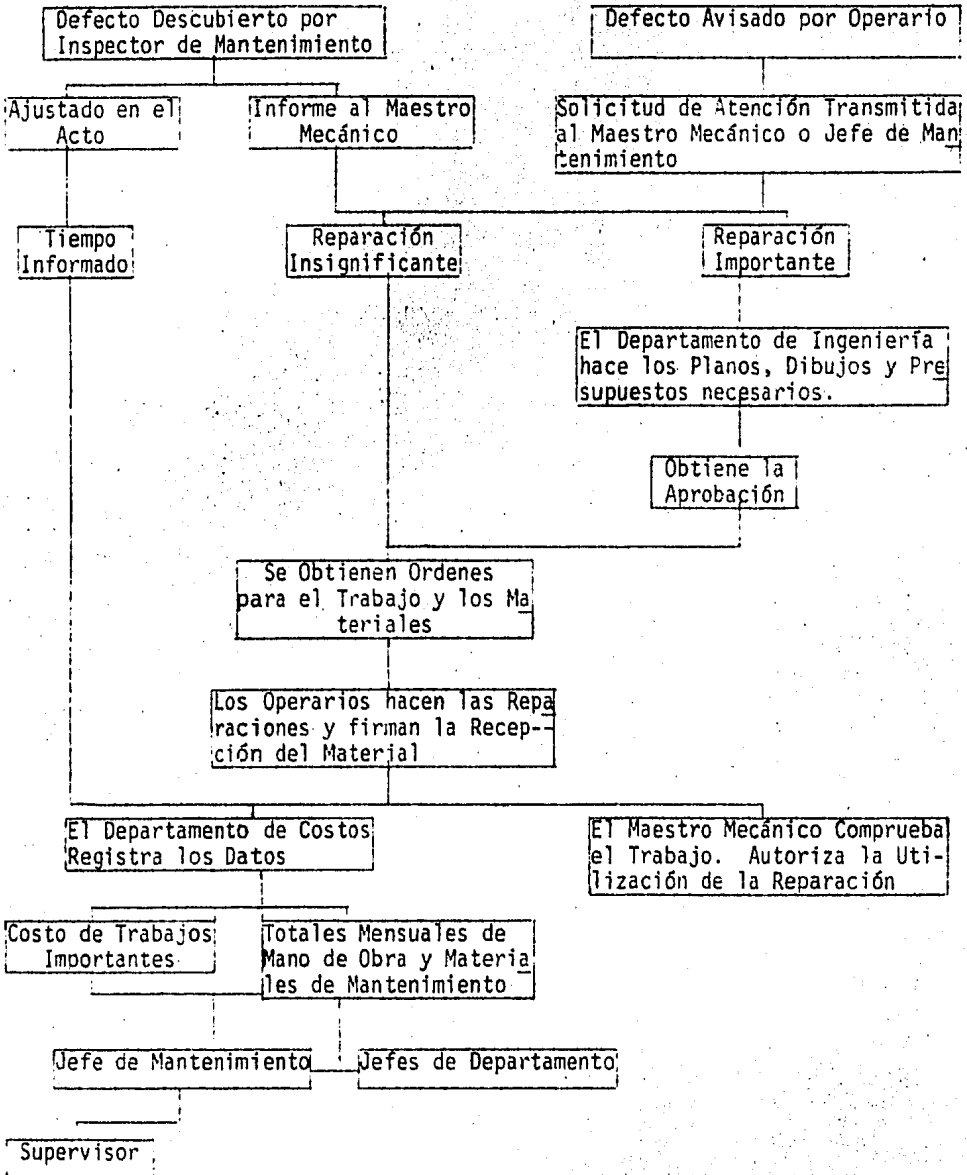 Defecto Descubierto por
Inspector de Mantenimiento
Defecto Avisado por Operario
Ajustado en el
Acto
Informe al Maestro
Mecánico
Solicitud de Atención Transmitida
al Maestro Mecánico o Jefe de Man
tenimiento
Tiempo
Informado
Reparación
Insignificante
Reparación
Importante
El Departamento de Ingeniería
hace los Planos, Dibujos y Pre
supuestos necesarios.
Obtiene la
Aprobación
Se Obtienen Ordenes
para el Trabajo y los Ma
teriales
Los Operarios hacen las Repa
raciones y firman la Recep--
ción del Material
El Departamento de Costos
Registra los Datos
El Maestro Mecánico Comprueba
el Trabajo. Autoriza la Uti-
lización de la Reparación
Costo de Trabajos
Importantes
Totales Mensuales de
Mano de Obra y Materia
les de Mantenimiento
Jefe de Mantenimiento
Jefes de Departamento
Supervisor